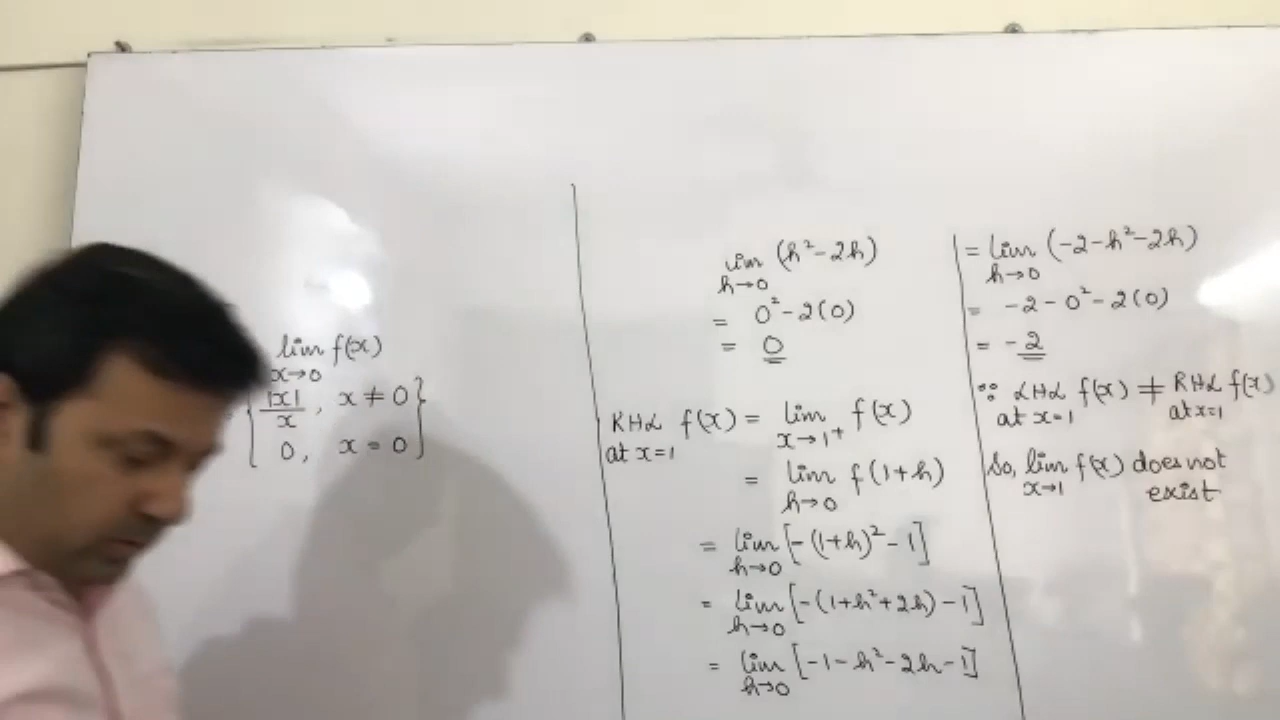 lim f(x)
x→0
|x|/x , x ≠ 0
0, x = 0
lim (h²-2h)
h→0
= 0²-2(0)
= 0
RHL f(x) = lim f(x)
at x=1 x→1⁺
= lim f(1+h)
h→0
= lim [-(1+h)²-1]
h→0
= lim [-(1+h²+2h)-1]
h→0
= lim [-1-h²-2h-1]
h→0
= lim (-2-h²-2h)
h→0
= -2-0²-2(0)
= -2
∵ LHL f(x) ≠ RHL f(x)
at x=1 at x=1
So, lim f(x) does not
x→1 exist